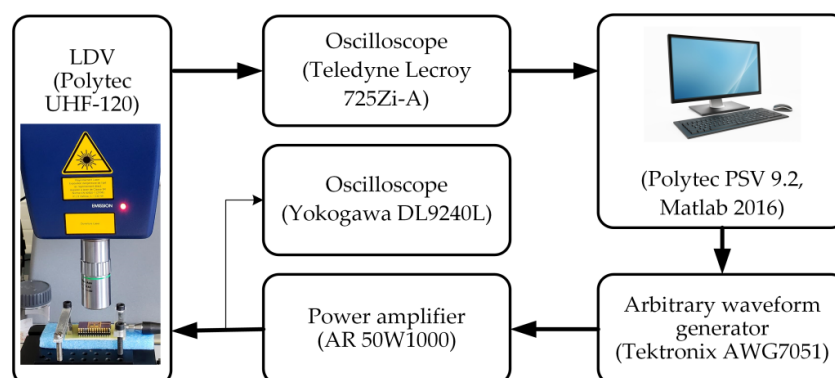 LDV
(Polytec
UHF-120)
EMISSION
Oscilloscope
(Teledyne Lecroy
725Zi-A)
(Polytec PSV 9.2,
Matlab 2016)
Oscilloscope
(Yokogawa DL9240L)
Power amplifier
(AR 50W1000)
Arbitrary waveform
generator
(Tektronix AWG7051)